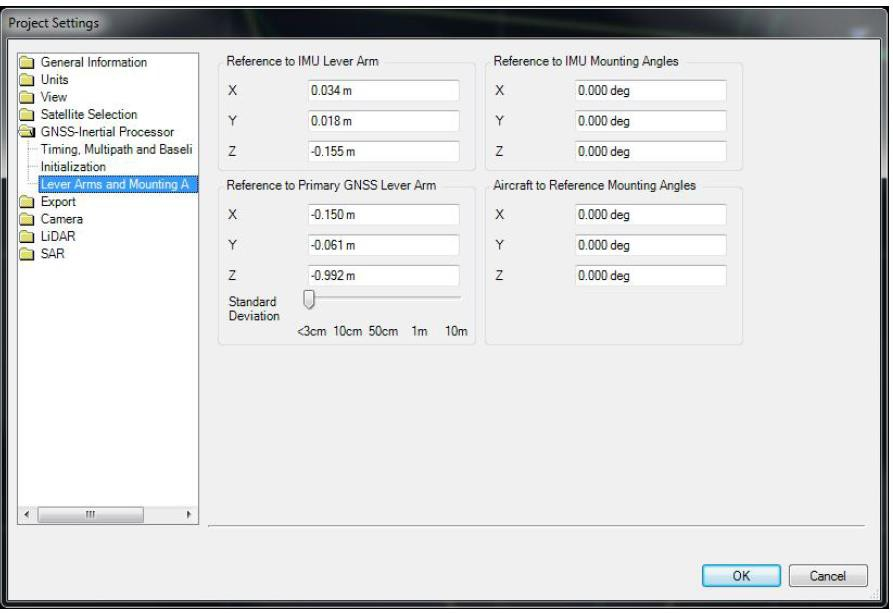 Project Settings
General Information
Units
View
Satellite Selection
GNSS-Inertial Processor
Timing, Multipath and Baseli
Initialization
Lever Arms and Mounting A
Export
Camera
LiDAR
SAR
Reference to IMU Lever Arm
X 0.034 m
Y 0.018 m
Z -0.155 m
Reference to IMU Mounting Angles
X 0.000 deg
Y 0.000 deg
Z 0.000 deg
Reference to Primary GNSS Lever Arm
X -0.150 m
Y -0.061 m
Z -0.992 m
Standard
Deviation
<3cm 10cm 50cm 1m 10m
Aircraft to Reference Mounting Angles
X 0.000 deg
Y 0.000 deg
Z 0.000 deg
OK Cancel